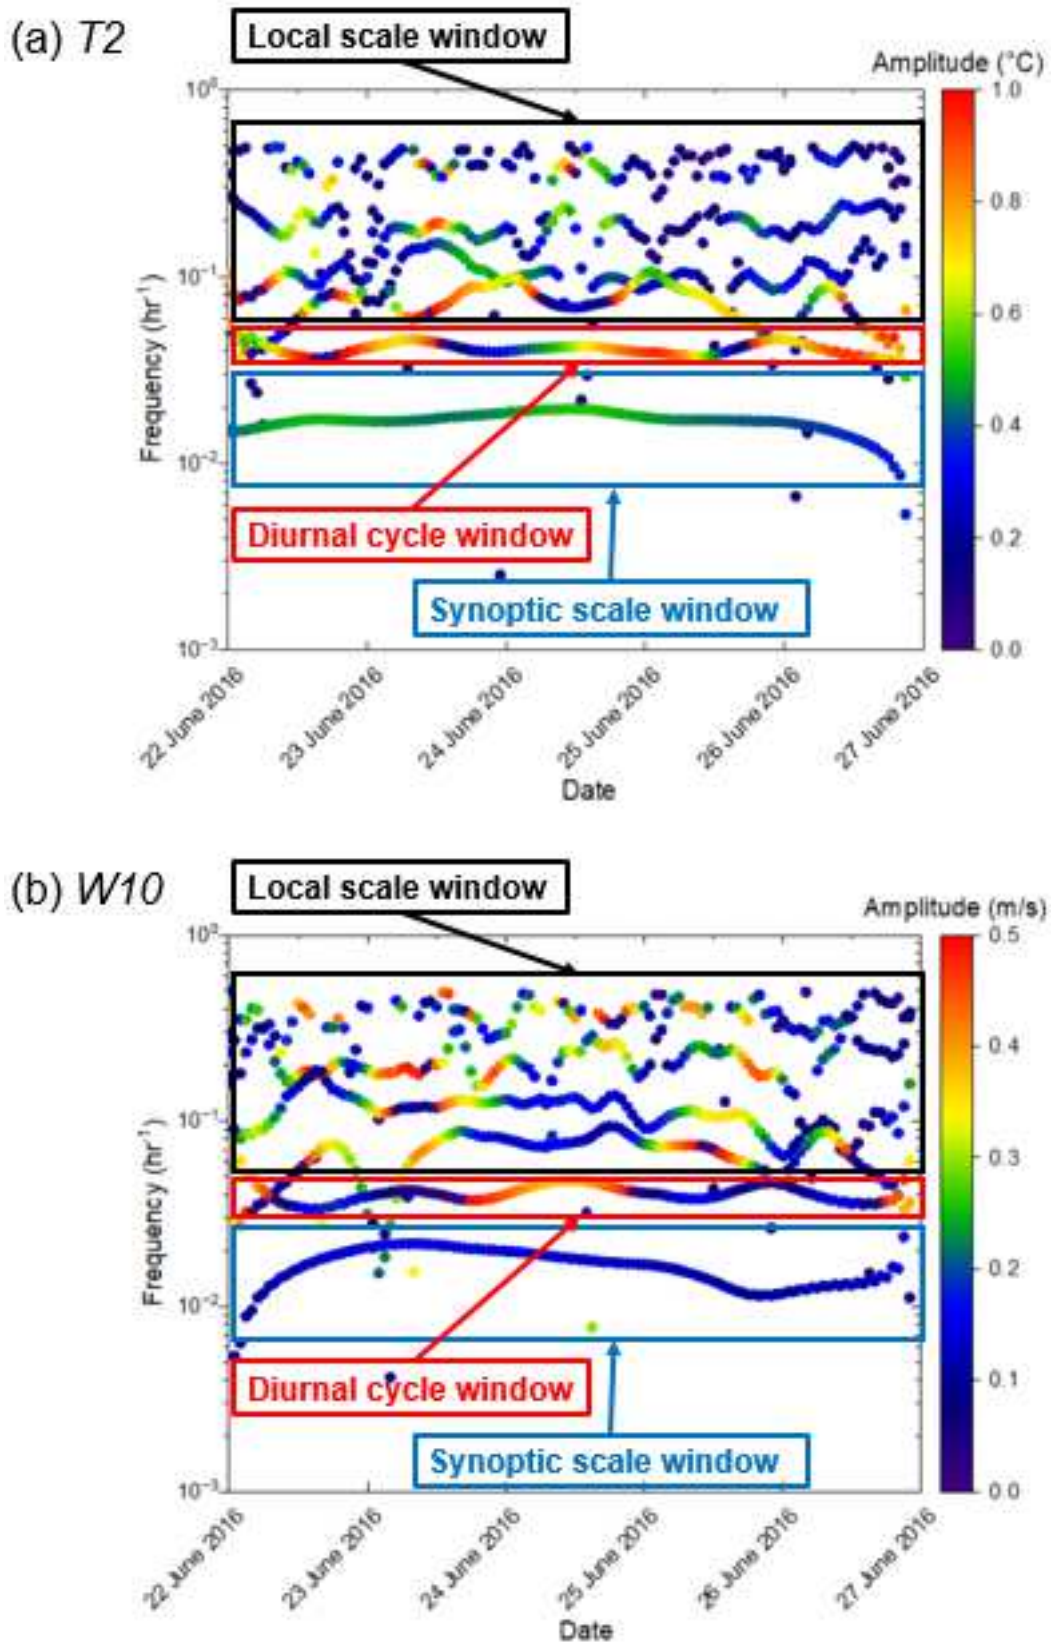 (a) T2
Local scale window
Amplitude (°C)
10⁰
10⁻¹
10⁻²
10⁻³
Frequency (hr⁻¹)
1.0
0.8
0.6
0.4
0.2
0.0
Diurnal cycle window
Synoptic scale window
22 June 2016
23 June 2016
24 June 2016
25 June 2016
26 June 2016
27 June 2016
Date
(b) W10
Local scale window
Amplitude (m/s)
10⁰
10⁻¹
10⁻²
10⁻³
Frequency (hr⁻¹)
0.5
0.4
0.3
0.2
0.1
0.0
Diurnal cycle window
Synoptic scale window
22 June 2016
23 June 2016
24 June 2016
25 June 2016
26 June 2016
27 June 2016
Date